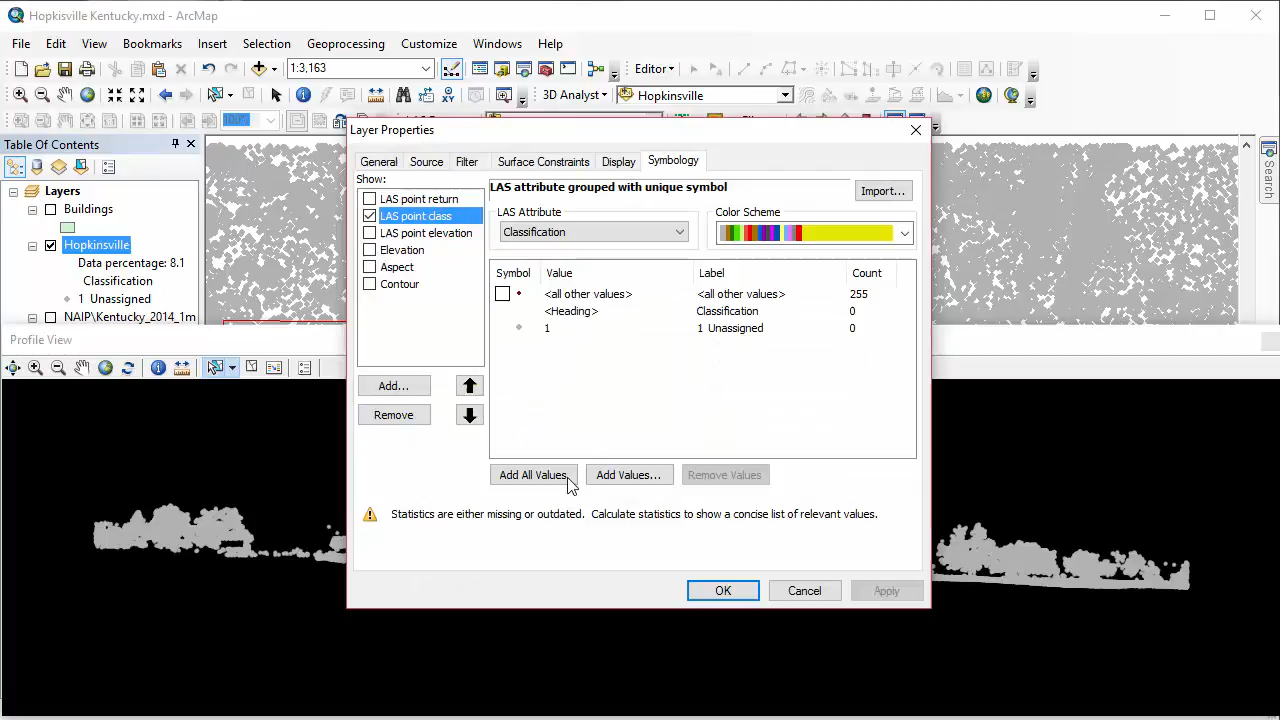 Hopkisville Kentucky.mxd - ArcMap
File Edit View Bookmarks Insert Selection Geoprocessing Customize Windows Help
1:3,163 Editor
3D Analyst Hopkinsville
100%
Table Of Contents
Layers
Buildings
Hopkinsville
Data percentage: 8.1
Classification
1 Unassigned
NAIP\Kentucky_2014_1m
Search
Profile View
Layer Properties
General Source Filter Surface Constraints Display Symbology
Show:
LAS point return
LAS point class
LAS point elevation
Elevation
Aspect
Contour
Add...
Remove
LAS attribute grouped with unique symbol
Import...
LAS Attribute Color Scheme
Classification
Symbol Value Label Count
<all other values> <all other values> 255
<Heading> Classification 0
1 1 Unassigned 0
Add All Values Add Values... Remove Values
Statistics are either missing or outdated. Calculate statistics to show a concise list of relevant values.
OK Cancel Apply